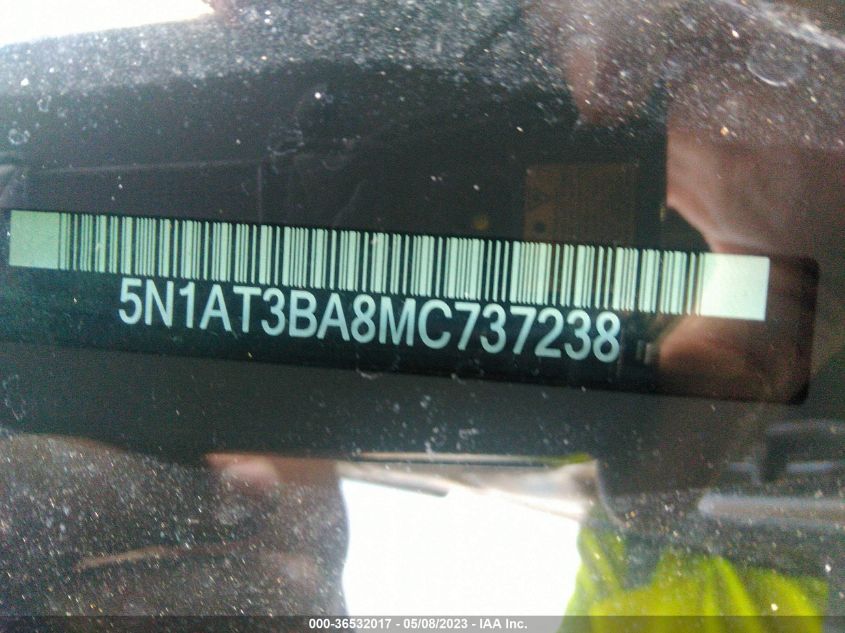 5N1AT3BA8MC737238
000-36532017 - 05/08/2023 - IAA Inc.